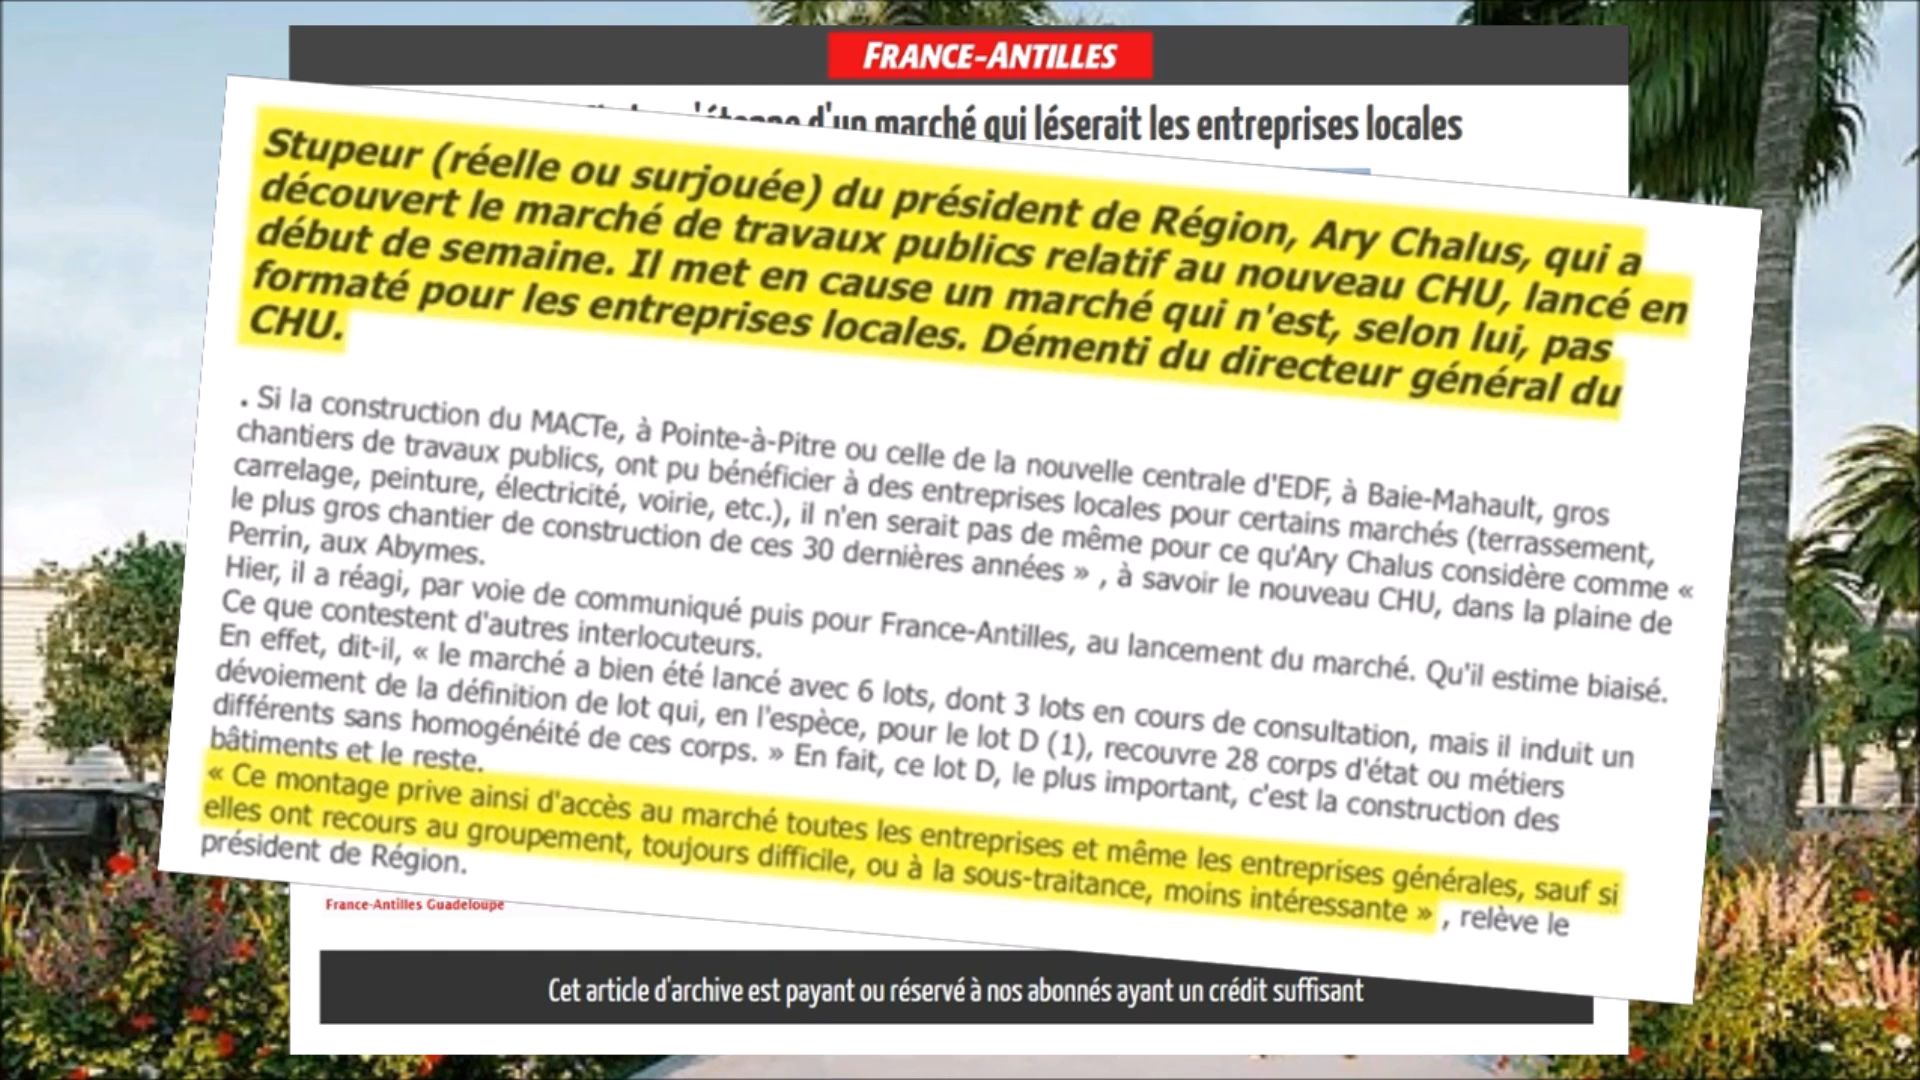 FRANCE-ANTILLES
d'un marché qui léserait les entreprises locales
Stupeur (réelle ou surjouée) du président de Région, Ary Chalus, qui a
découvert le marché de travaux publics relatif au nouveau CHU, lancé en
début de semaine. Il met en cause un marché qui n'est, selon lui, pas
formaté pour les entreprises locales. Démenti du directeur général du
CHU.
. Si la construction du MACTe, à Pointe-à-Pitre ou celle de la nouvelle centrale d'EDF, à Baie-Mahault, gros
chantiers de travaux publics, ont pu bénéficier à des entreprises locales pour certains marchés (terrassement,
carrelage, peinture, électricité, voirie, etc.), il n'en serait pas de même pour ce qu'Ary Chalus considère comme «
le plus gros chantier de construction de ces 30 dernières années » , à savoir le nouveau CHU, dans la plaine de
Perrin, aux Abymes.
Hier, il a réagi, par voie de communiqué puis pour France-Antilles, au lancement du marché. Qu'il estime biaisé.
Ce que contestent d'autres interlocuteurs.
En effet, dit-il, « le marché a bien été lancé avec 6 lots, dont 3 lots en cours de consultation, mais il induit un
dévoiement de la définition de lot qui, en l'espèce, pour le lot D (1), recouvre 28 corps d'état ou métiers
différents sans homogénéité de ces corps. » En fait, ce lot D, le plus important, c'est la construction des
bâtiments et le reste.
« Ce montage prive ainsi d'accès au marché toutes les entreprises et même les entreprises générales, sauf si
elles ont recours au groupement, toujours difficile, ou à la sous-traitance, moins intéressante » , relève le
président de Région.
France-Antilles Guadeloupe
Cet article d'archive est payant ou réservé à nos abonnés ayant un crédit suffisant